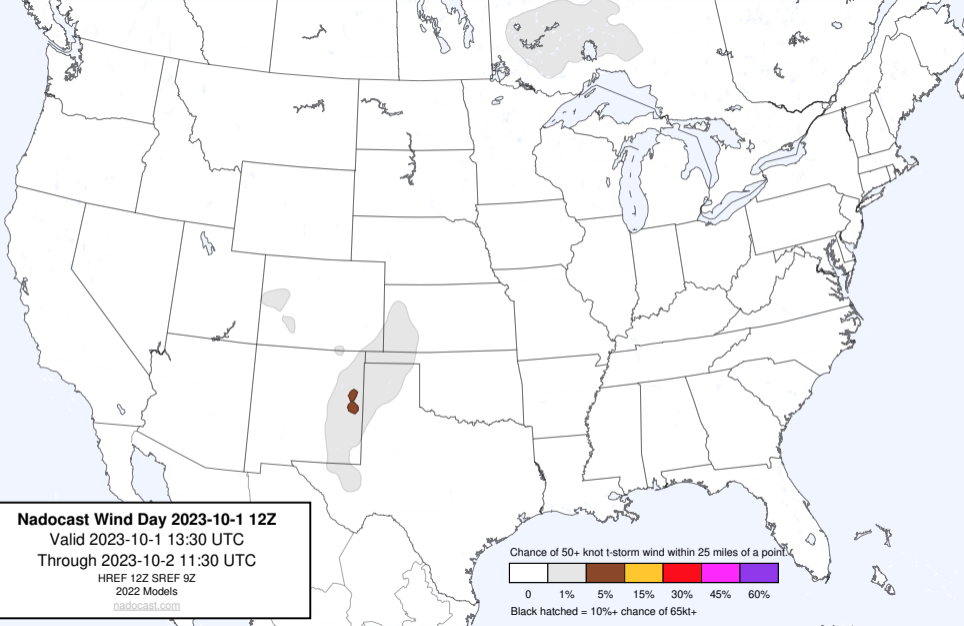 Nadocast Wind Day 2023-10-1 12Z
Valid 2023-10-1 13:30 UTC
Through 2023-10-2 11:30 UTC
HREF 12Z SREF 9Z
2022 Models
nadocast.com
Chance of 50+ knot t-storm wind within 25 miles of a point.
0 1% 5% 15% 30% 45% 60%
Black hatched = 10%+ chance of 65kt+